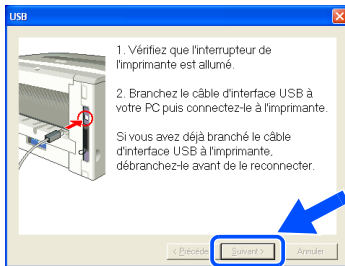 USB
1. Vérifiez que l'interrupteur de
l'imprimante est allumé.
2. Branchez le câble d'interface USB à
votre PC puis connectez-le à l'imprimante.
Si vous avez déjà branché le câble
d'interface USB à l'imprimante,
débranchez-le avant de le reconnecter.
< Précéde
Suivant >
Annuler